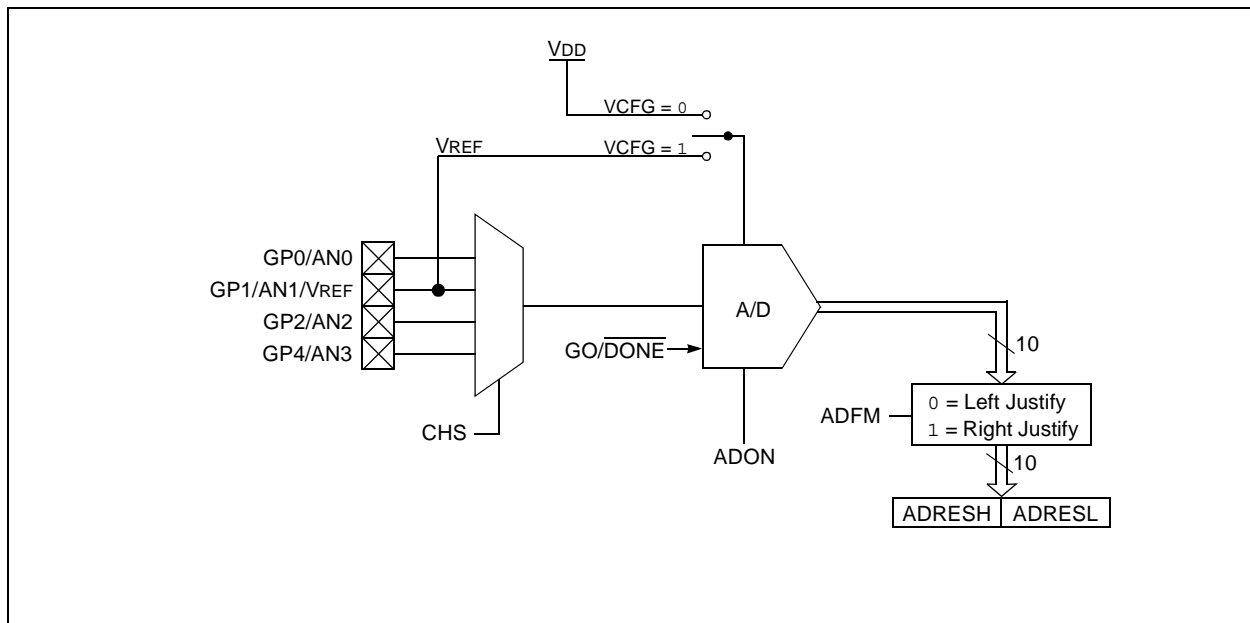 VDD
VCFG = 0
VREF
VCFG = 1
GP0/AN0
GP1/AN1/VREF
GP2/AN2
GP4/AN3
A/D
GO/DONE
10
ADFM
0 = Left Justify
1 = Right Justify
CHS
ADON
10
ADRESH ADRESL